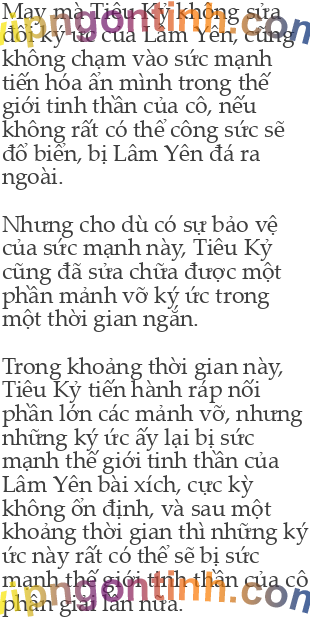 May mà Tiêu Kỷ không sửa
đổi ký ức của Lâm Yên, cũng
không chạm vào sức mạnh
tiến hóa ẩn mình trong thế
giới tinh thần của cô, nếu
không rất có thể công sức sẽ
đổ biển, bị Lâm Yên đá ra
ngoài.
Nhưng cho dù có sự bảo vệ
của sức mạnh này, Tiêu Kỷ
cũng đã sửa chữa được một
phần mảnh vỡ ký ức trong
một thời gian ngắn.
Trong khoảng thời gian này,
Tiêu Kỷ tiến hành ráp nối
phần lớn các mảnh vỡ, nhưng
những ký ức ấy lại bị sức
mạnh thế giới tinh thần của
Lâm Yên bài xích, cực kỳ
không ổn định, và sau một
khoảng thời gian thì những ký
ức này rất có thể sẽ bị sức
mạnh thế giới tinh thần của cô
phân giải lần nữa.
vipngontinh.com
vipngontinh.com